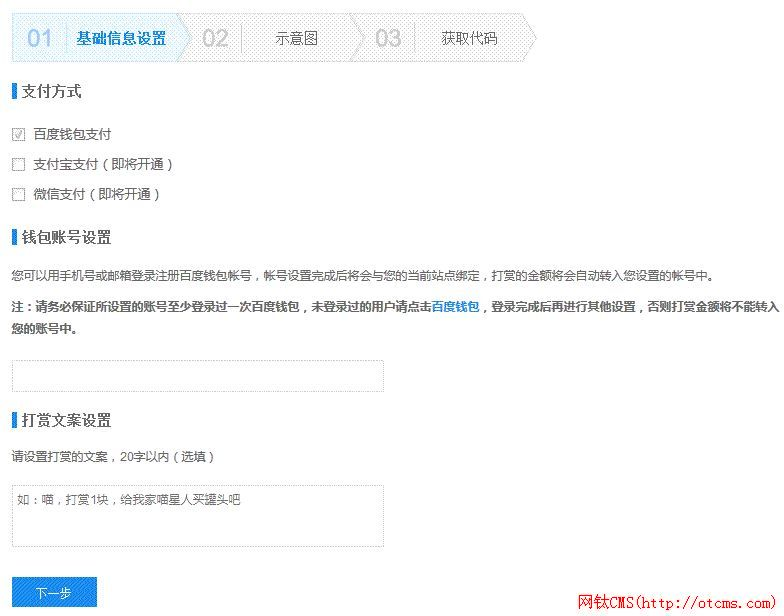 01 基础信息设置 02 示意图 03 获取代码
支付方式
百度钱包支付
支付宝支付（即将开通）
微信支付（即将开通）
钱包账号设置
您可以用手机号或邮箱登录注册百度钱包帐号，帐号设置完成后将会与您的当前站点绑定，打赏的金额将会自动转入您设置的帐号中。
注：请务必保证所设置的账号至少登录过一次百度钱包，未登录过的用户请点击百度钱包，登录完成后再进行其他设置，否则打赏金额将不能转入
您的账号中。
打赏文案设置
请设置打赏的文案，20字以内（选填）
如：喵，打赏1块，给我家喵星人买罐头吧
下一步
网钛CMS(http://otcms.com)